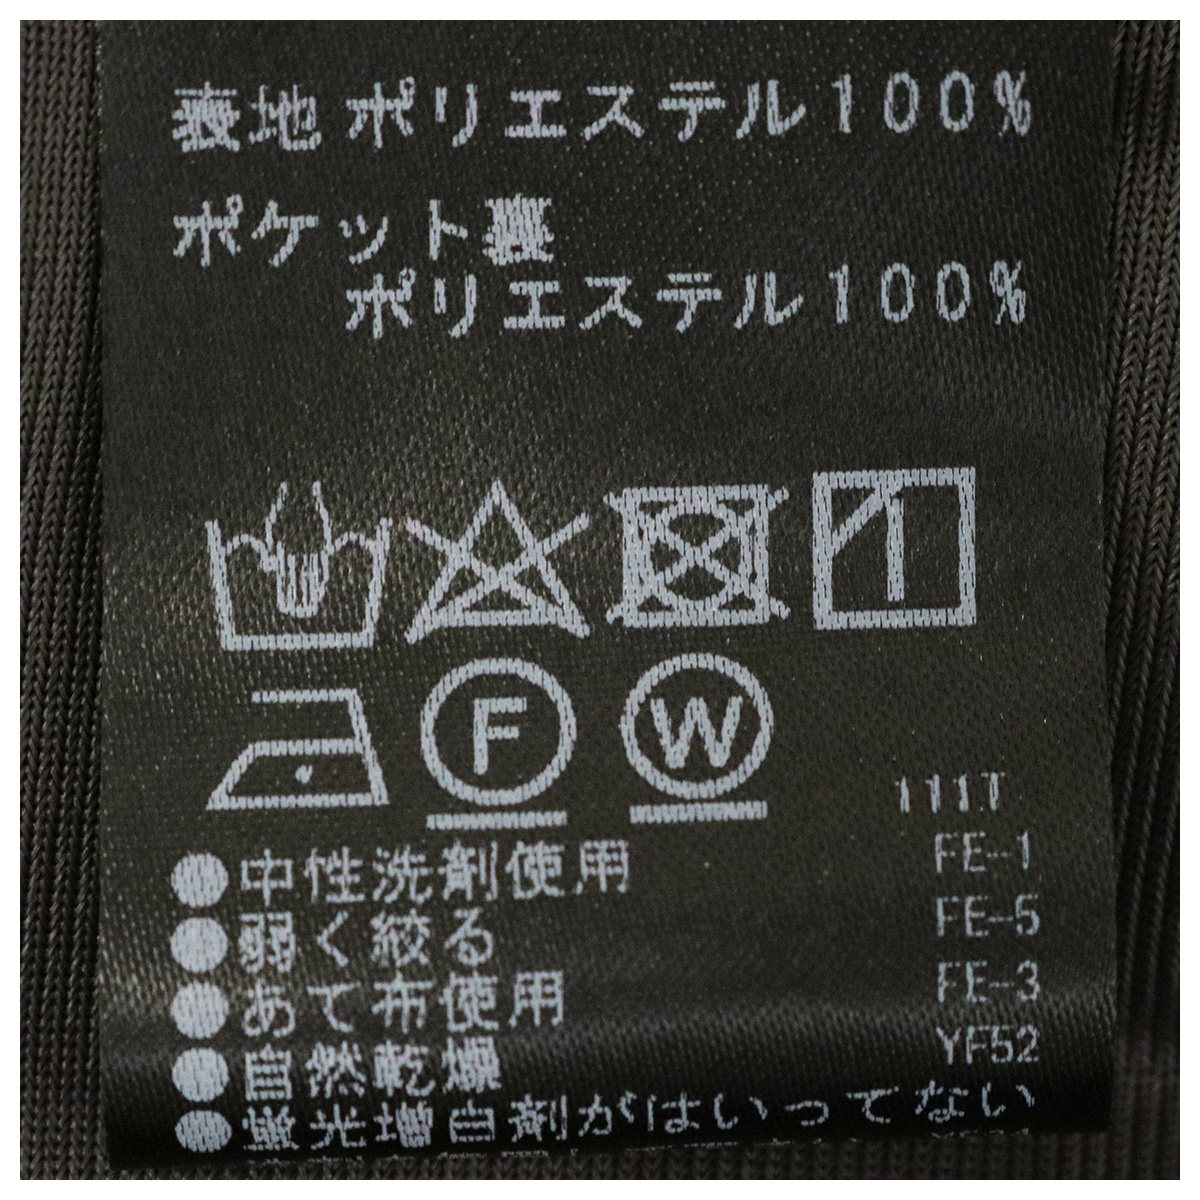 表地 ポリエステル100%
ポケット裏
ポリエステル100%
F W
111T
●中性洗剤使用 FE-1
●弱く絞る FE-5
●あて布使用 FE-3
●自然乾燥 YF52
●蛍光増白剤がはいってない